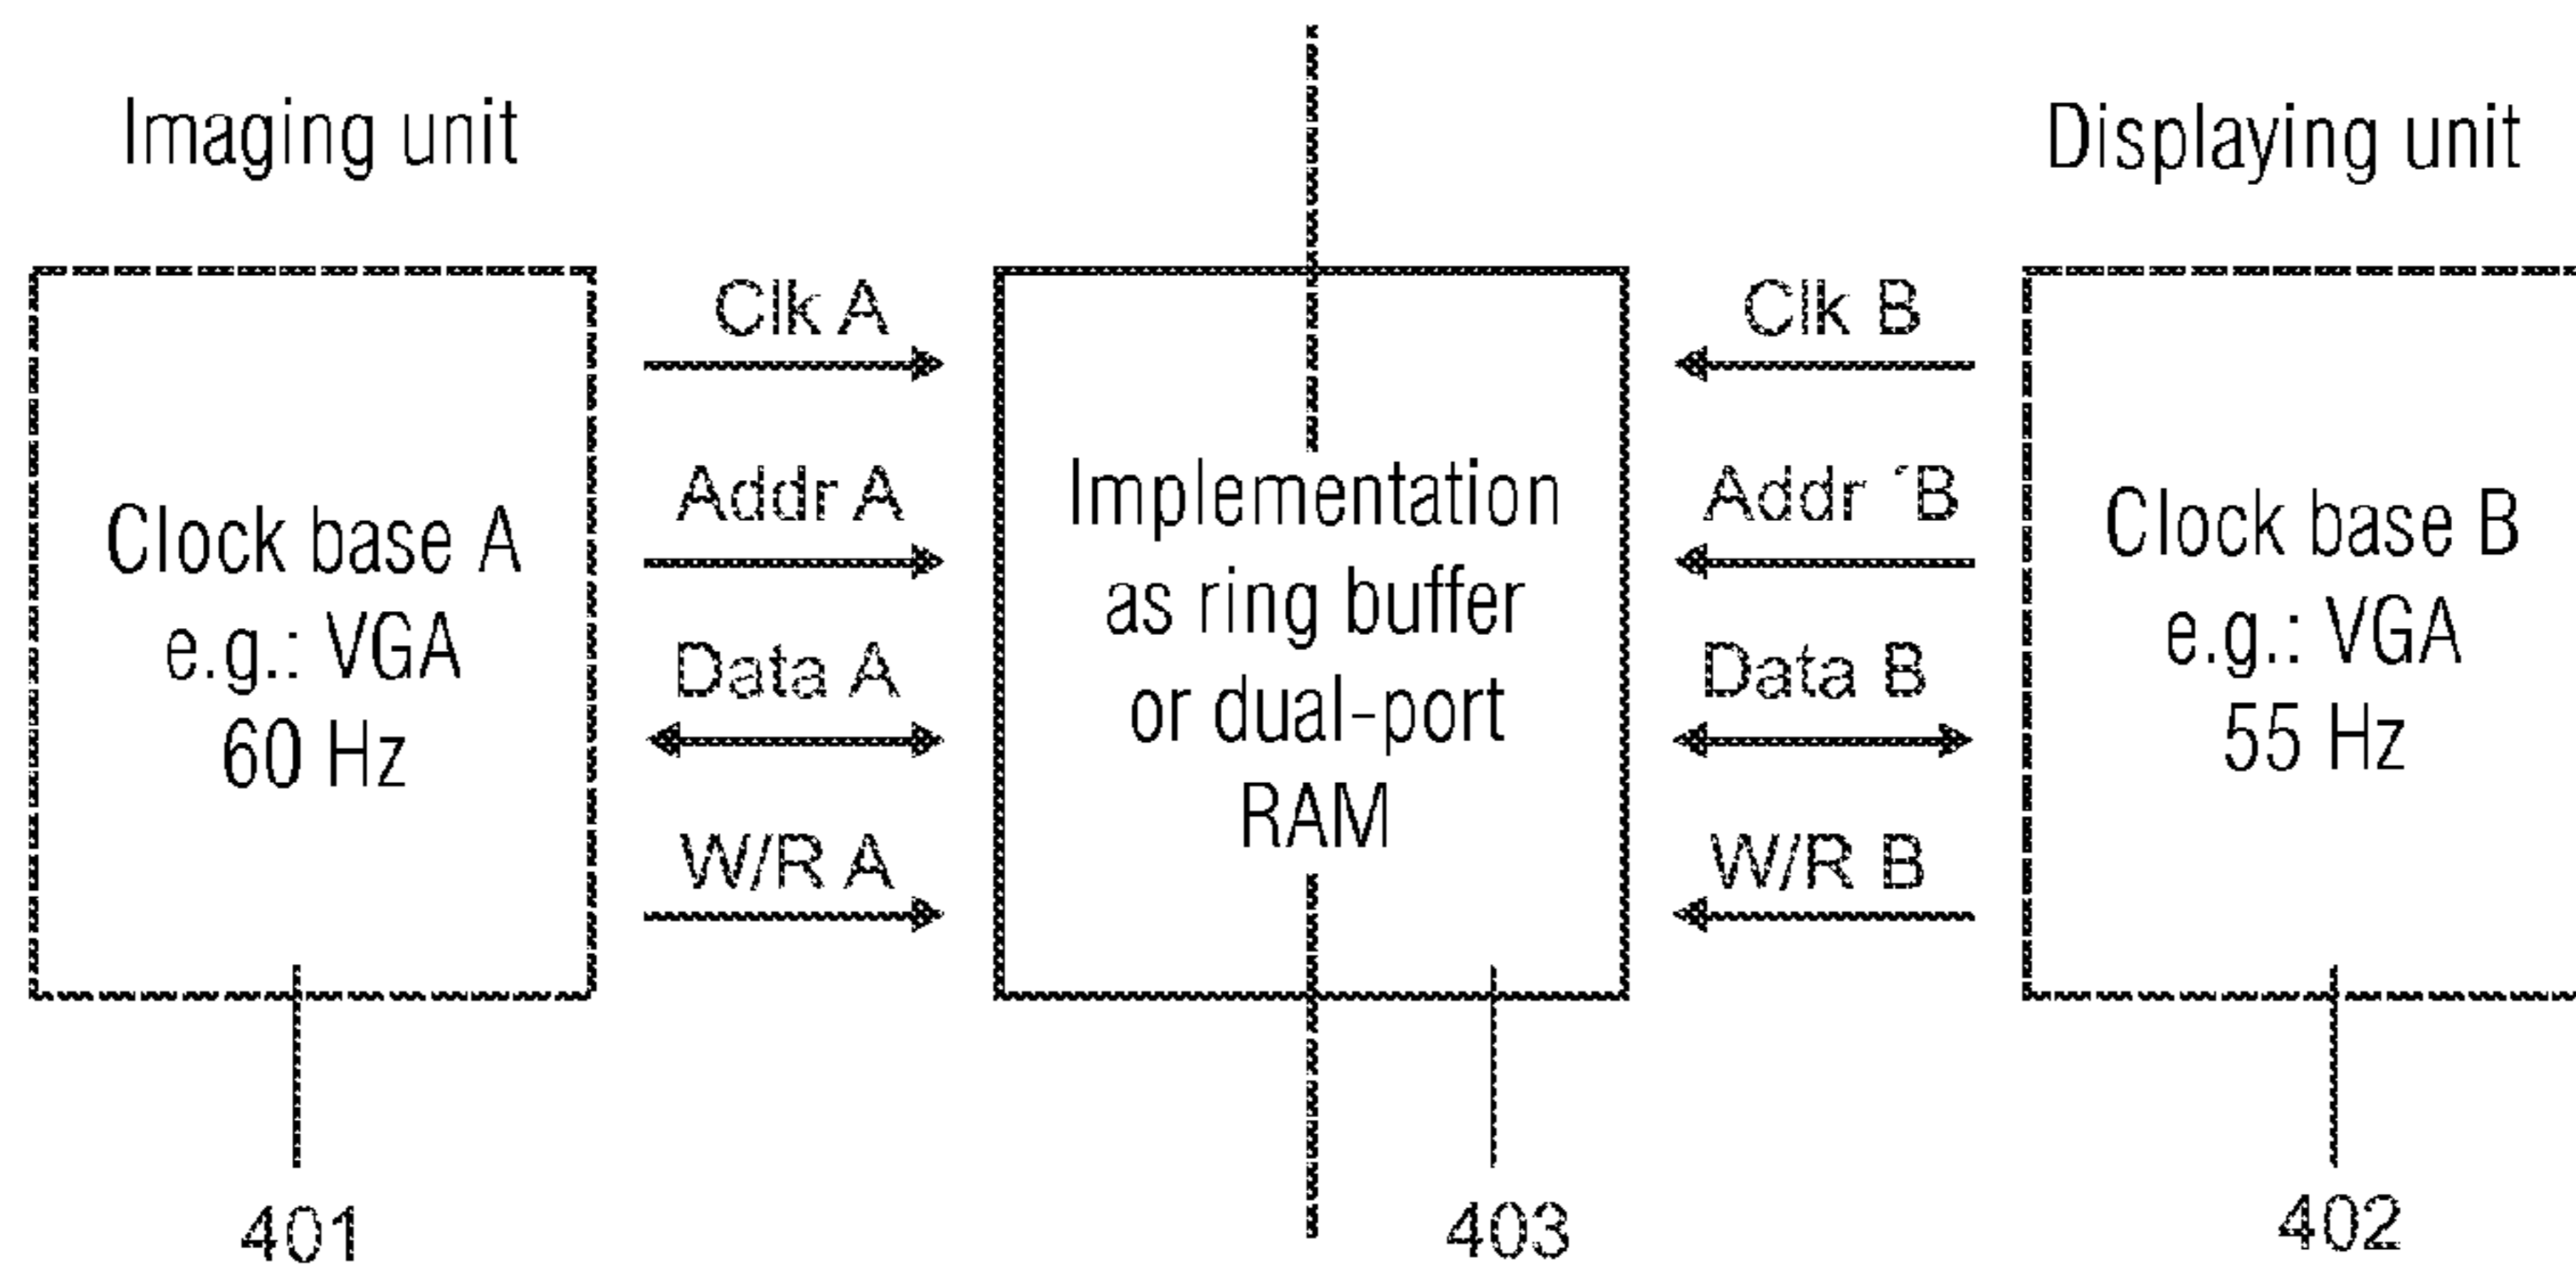 Imaging unit
Displaying unit
Clock base A
e.g.: VGA
60 Hz
Clk A
Addr A
Data A
W/R A
Implementation
as ring buffer
or dual-port
RAM
Clk B
Addr ´B
Data B
W/R B
Clock base B
e.g.: VGA
55 Hz
401
403
402